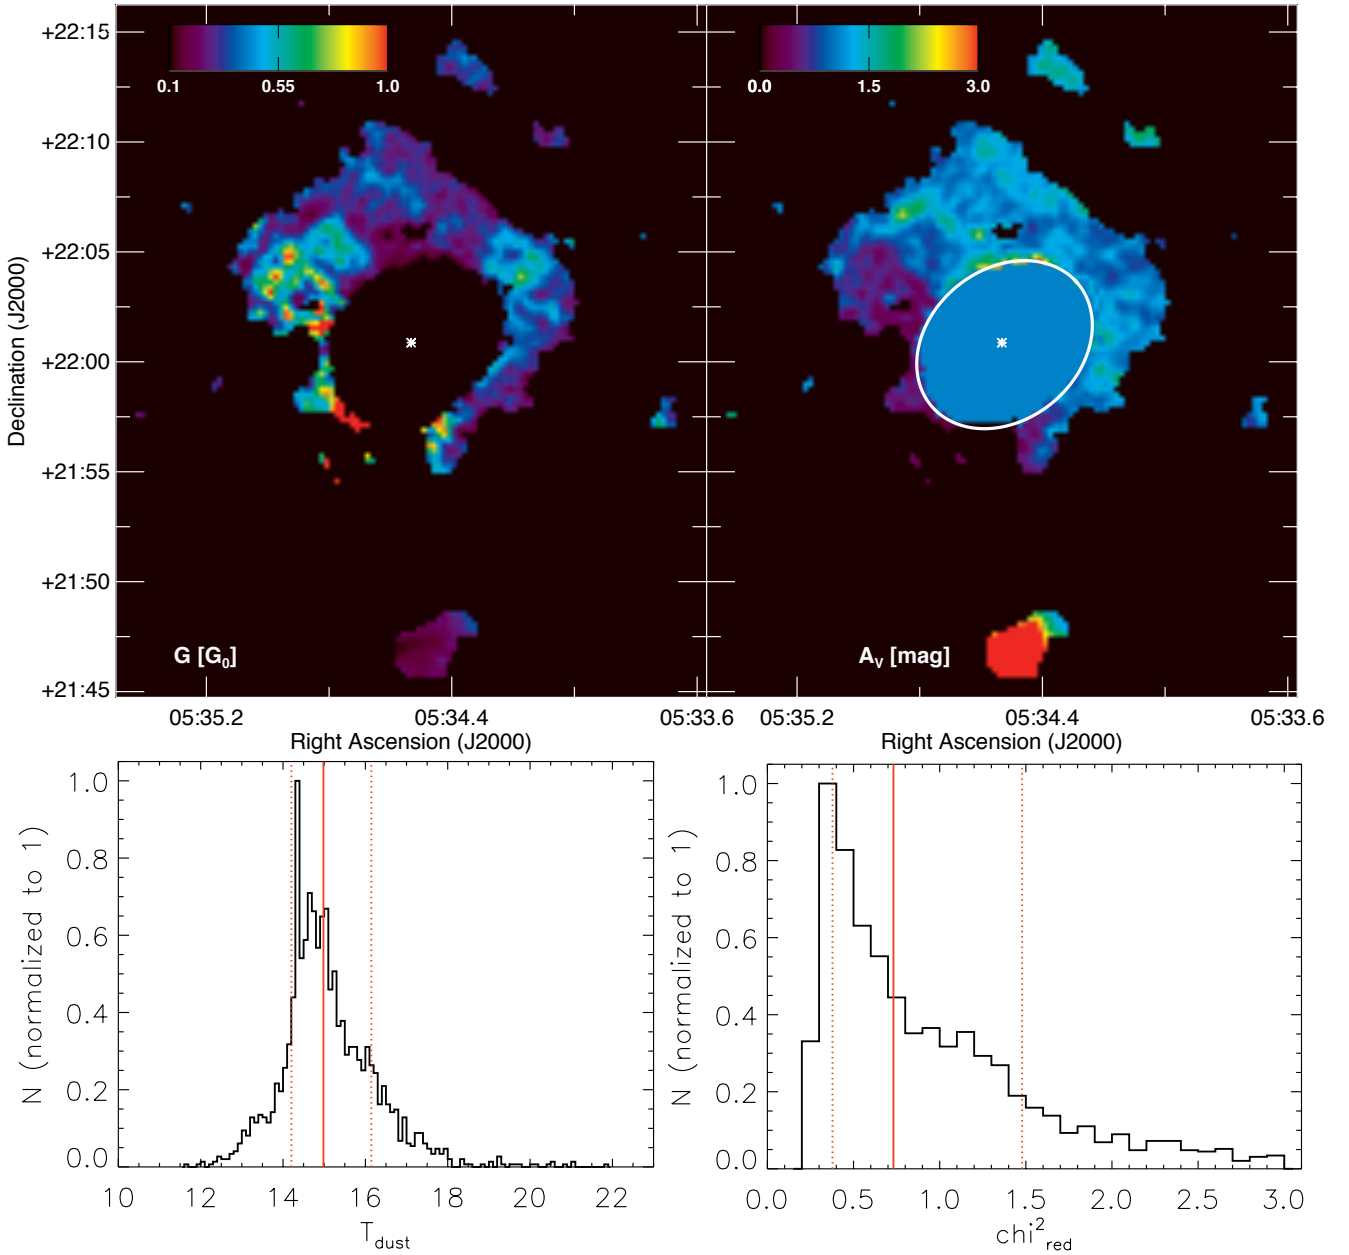 +22:15
+22:10
+22:05
+22:00
+21:55
+21:50
+21:45
Declination (J2000)
0.1 0.55 1.0
G [G0]
05:35.2 05:34.4 05:33.6
Right Ascension (J2000)
0.0 1.5 3.0
AV [mag]
05:35.2 05:34.4 05:33.6
Right Ascension (J2000)
1.0
0.8
0.6
0.4
0.2
0.0
N (normalized to 1)
10 12 14 16 18 20 22
Tdust
1.0
0.8
0.6
0.4
0.2
0.0
N (normalized to 1)
0.0 0.5 1.0 1.5 2.0 2.5 3.0
chi2red